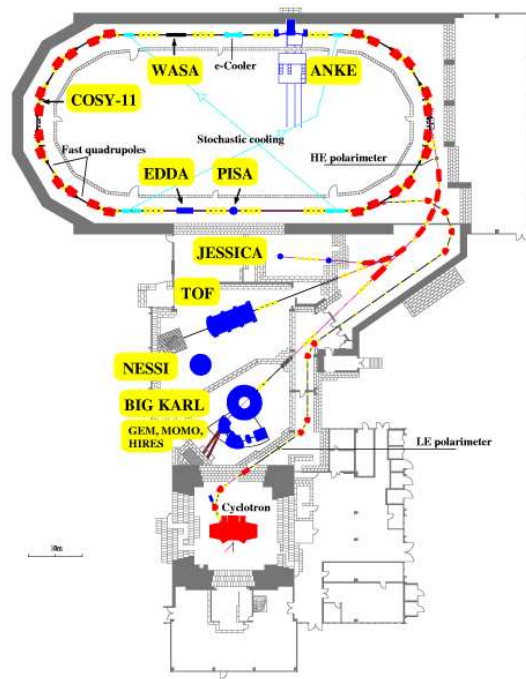 WASA
e-Cooler
ANKE
COSY-11
Stochastic cooling
Fast quadrupoles
HE polarimeter
EDDA
PISA
JESSICA
TOF
NESSI
BIG KARL
GEM, MOMO,
HIRES
LE polarimeter
Cyclotron
10m